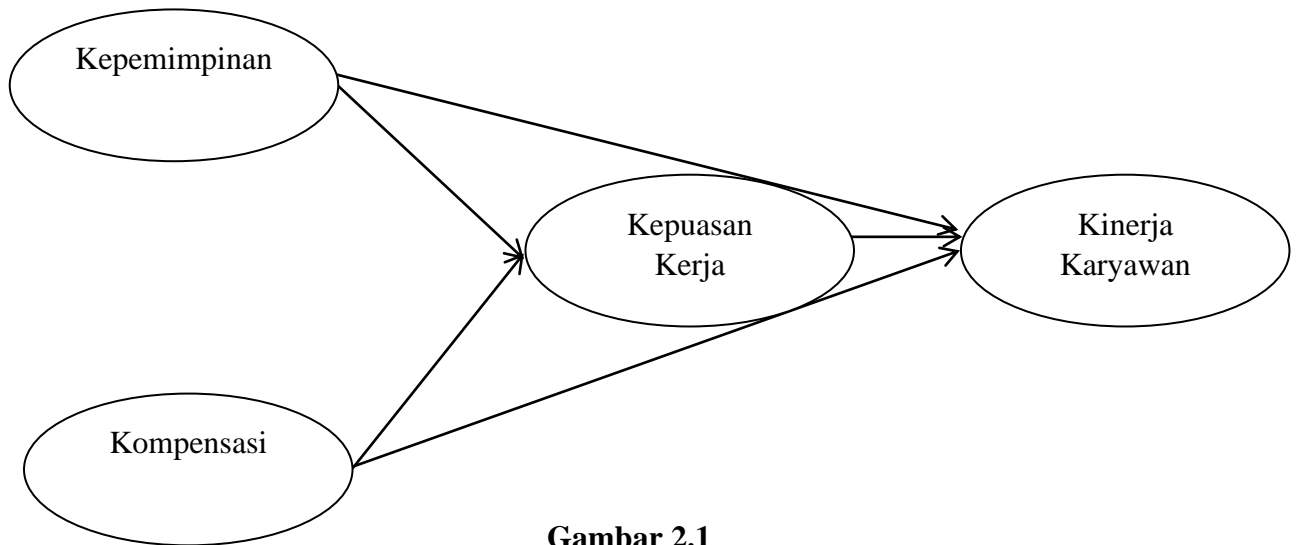 Kepemimpinan
Kepuasan
Kerja
Kinerja
Karyawan
Kompensasi
Gambar 2.1